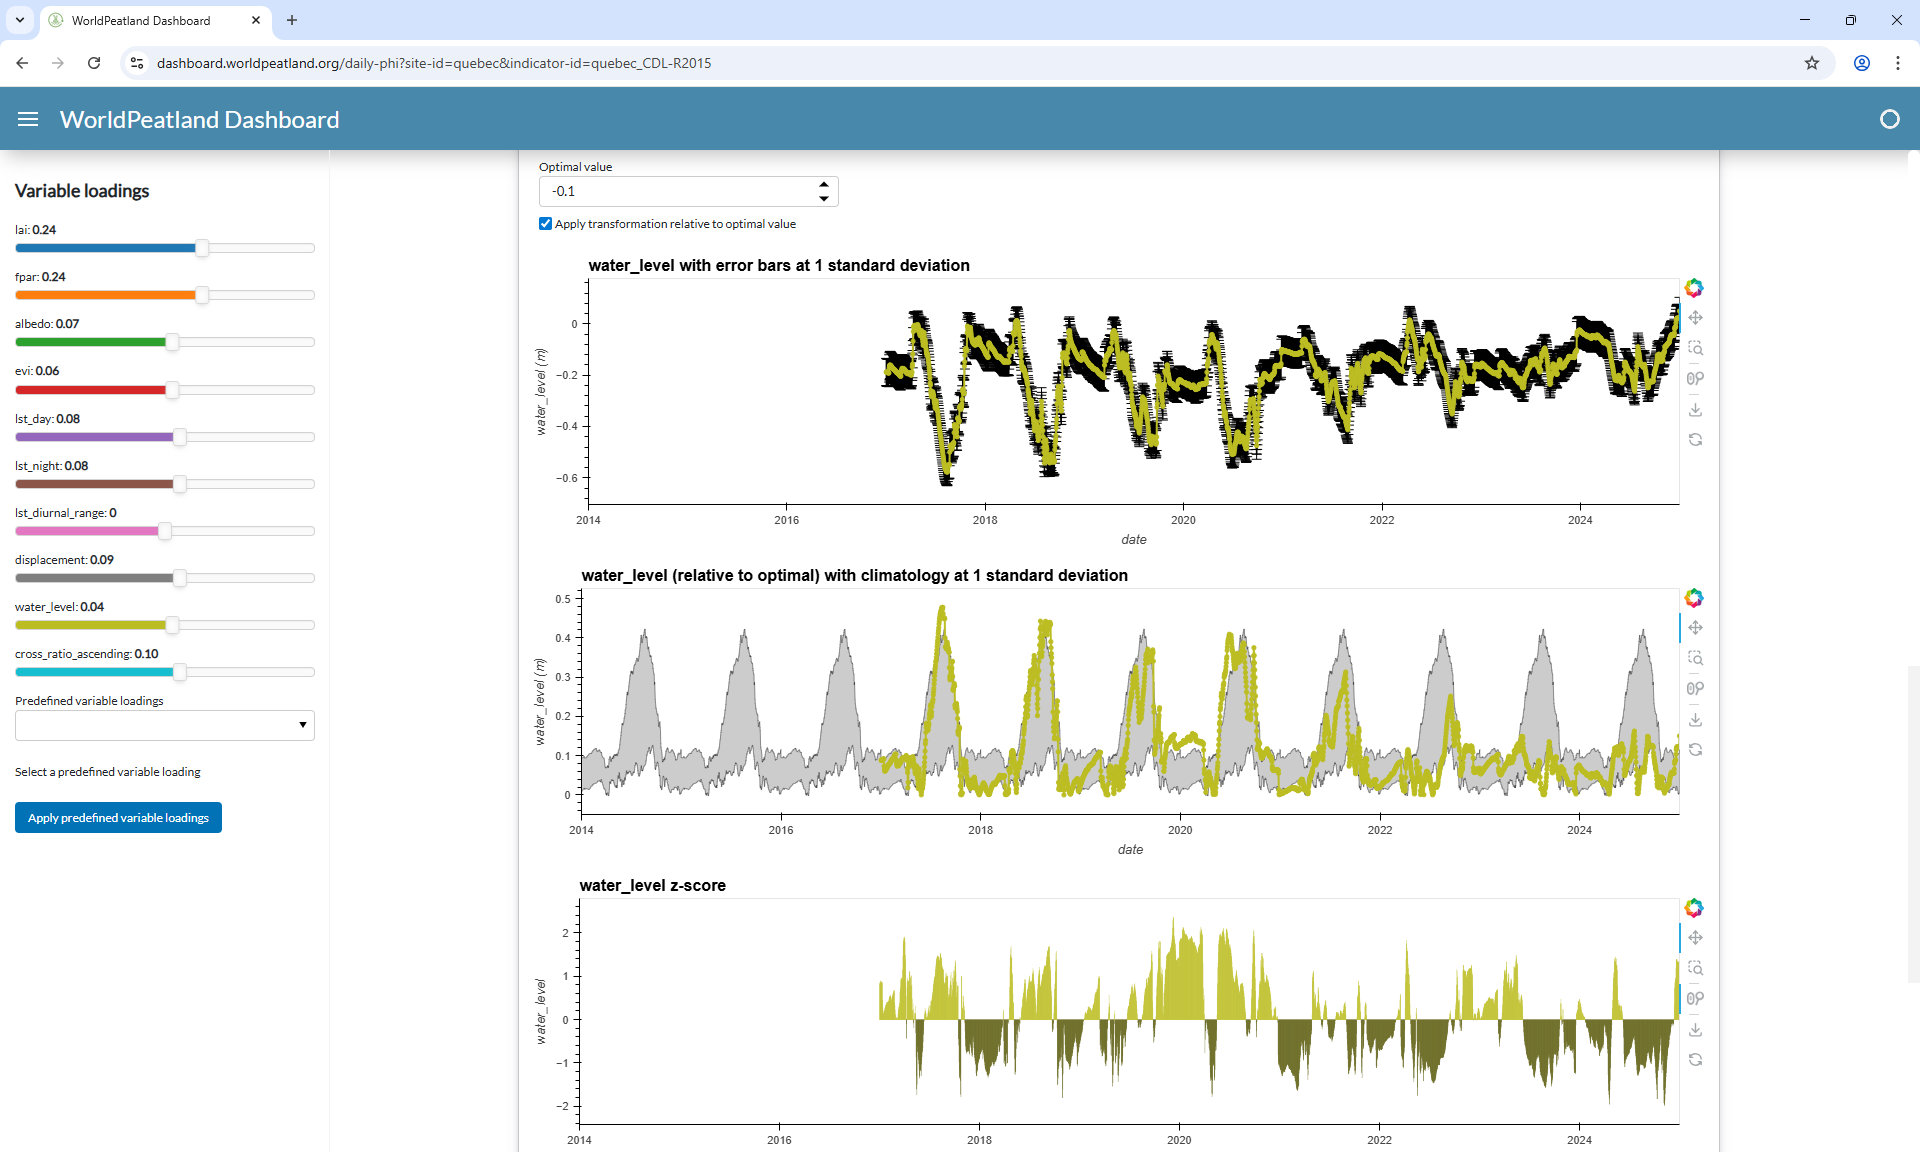 WorldPeatland Dashboard
dashboard.worldpeatland.org/daily-phi?site-id=quebec&indicator-id=quebec_CDL-R2015
WorldPeatland Dashboard
Variable loadings
lai: 0.24
fpar: 0.24
albedo: 0.07
evi: 0.06
lst_day: 0.08
lst_night: 0.08
lst_diurnal_range: 0
displacement: 0.09
water_level: 0.04
cross_ratio_ascending: 0.10
Predefined variable loadings
Select a predefined variable loading
Apply predefined variable loadings
Optimal value
-0.1
Apply transformation relative to optimal value
water_level with error bars at 1 standard deviation
water_level (m)
0
−0.2
−0.4
−0.6
2014 2016 2018 2020 2022 2024
date
water_level (relative to optimal) with climatology at 1 standard deviation
water_level (m)
0.5
0.4
0.3
0.2
0.1
0
2014 2016 2018 2020 2022 2024
date
water_level z-score
water_level
2
1
0
−1
−2
2014 2016 2018 2020 2022 2024